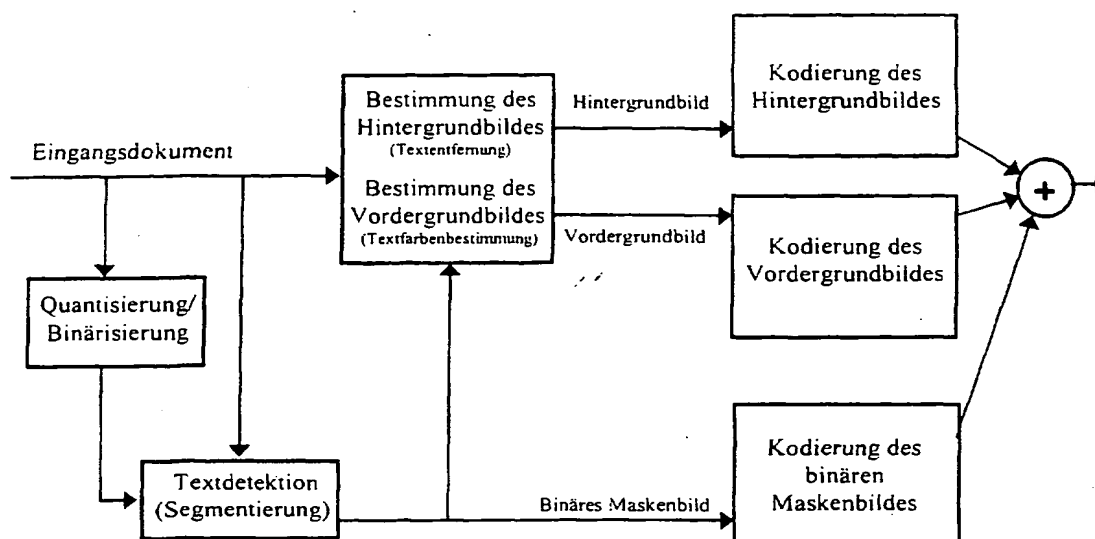 Eingangsdokument
Quantisierung/
Binärisierung
Textdetektion
(Segmentierung)
Bestimmung des
Hintergrundbildes
(Textentfernung)
Bestimmung des
Vordergrundbildes
(Textfarbenbestimmung)
Hintergrundbild
Vordergrundbild
Binäres Maskenbild
Kodierung des
Hintergrundbildes
Kodierung des
Vordergrundbildes
Kodierung des
binären
Maskenbildes
+